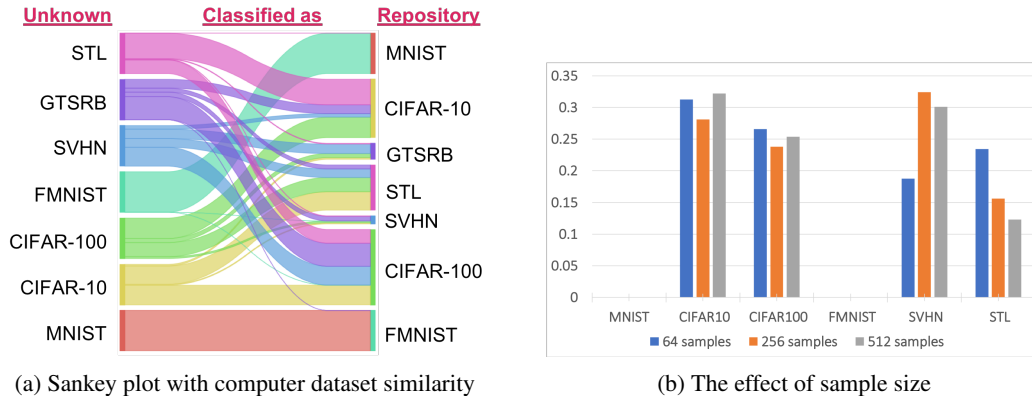 Unknown Classified as Repository
STL
GTSRB
SVHN
FMNIST
CIFAR-100
CIFAR-10
MNIST
MNIST
CIFAR-10
GTSRB
STL
SVHN
CIFAR-100
FMNIST
(a) Sankey plot with computer dataset similarity
0.35
0.3
0.25
0.2
0.15
0.1
0.05
0
MNIST CIFAR10 CIFAR100 FMNIST SVHN STL
64 samples 256 samples 512 samples
(b) The effect of sample size